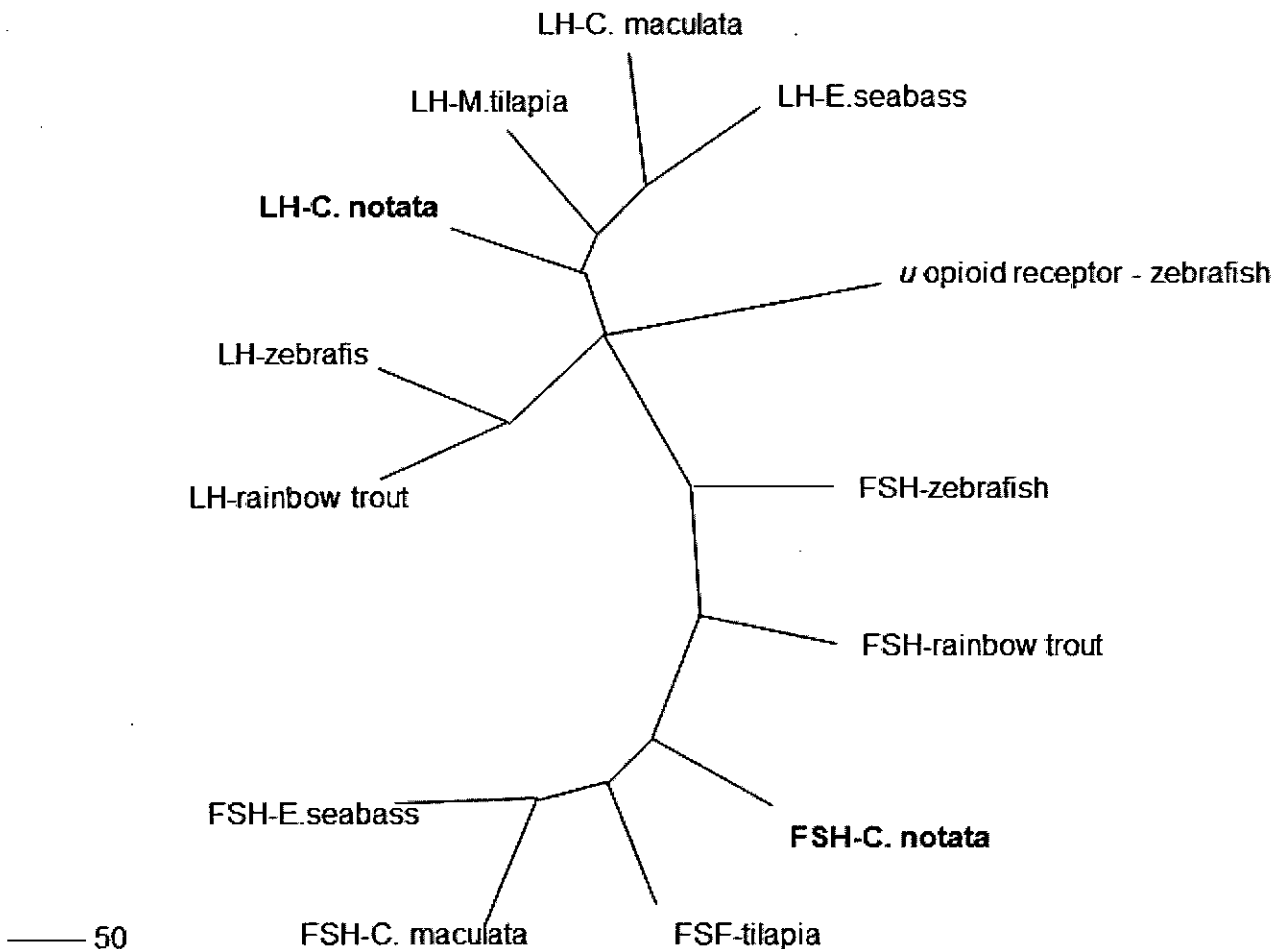 LH-C. maculata
LH-M.tilapia
LH-E.seabass
LH-C. notata
u opioid receptor - zebrafish
LH-zebrafis
LH-rainbow trout
FSH-zebrafish
FSH-rainbow trout
FSH-E.seabass
FSH-C. notata
50
FSH-C. maculata
FSF-tilapia